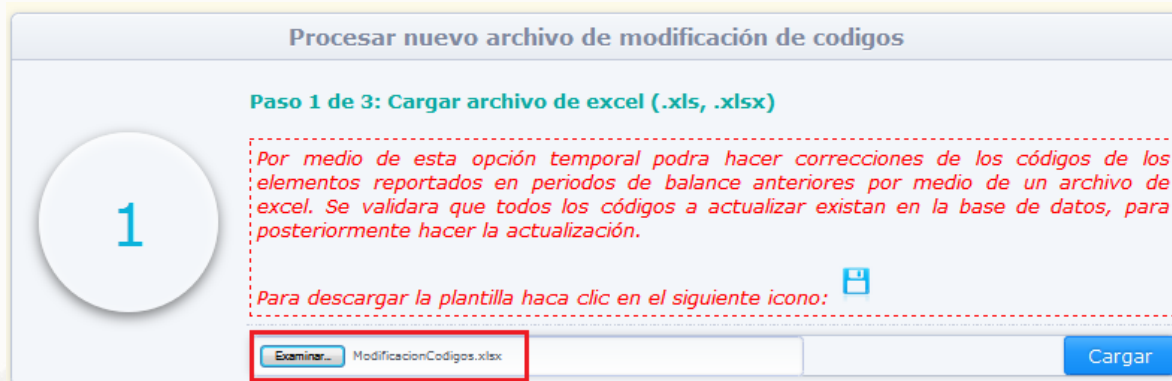 Procesar nuevo archivo de modificación de codigos
Paso 1 de 3: Cargar archivo de excel (.xls, .xlsx)
1
Por medio de esta opción temporal podra hacer correcciones de los códigos de los
elementos reportados en periodos de balance anteriores por medio de un archivo de
excel. Se validara que todos los códigos a actualizar existan en la base de datos, para
posteriormente hacer la actualización.
Para descargar la plantilla haca clic en el siguiente icono:
Examinar... ModificacionCodigos.xlsx
Cargar